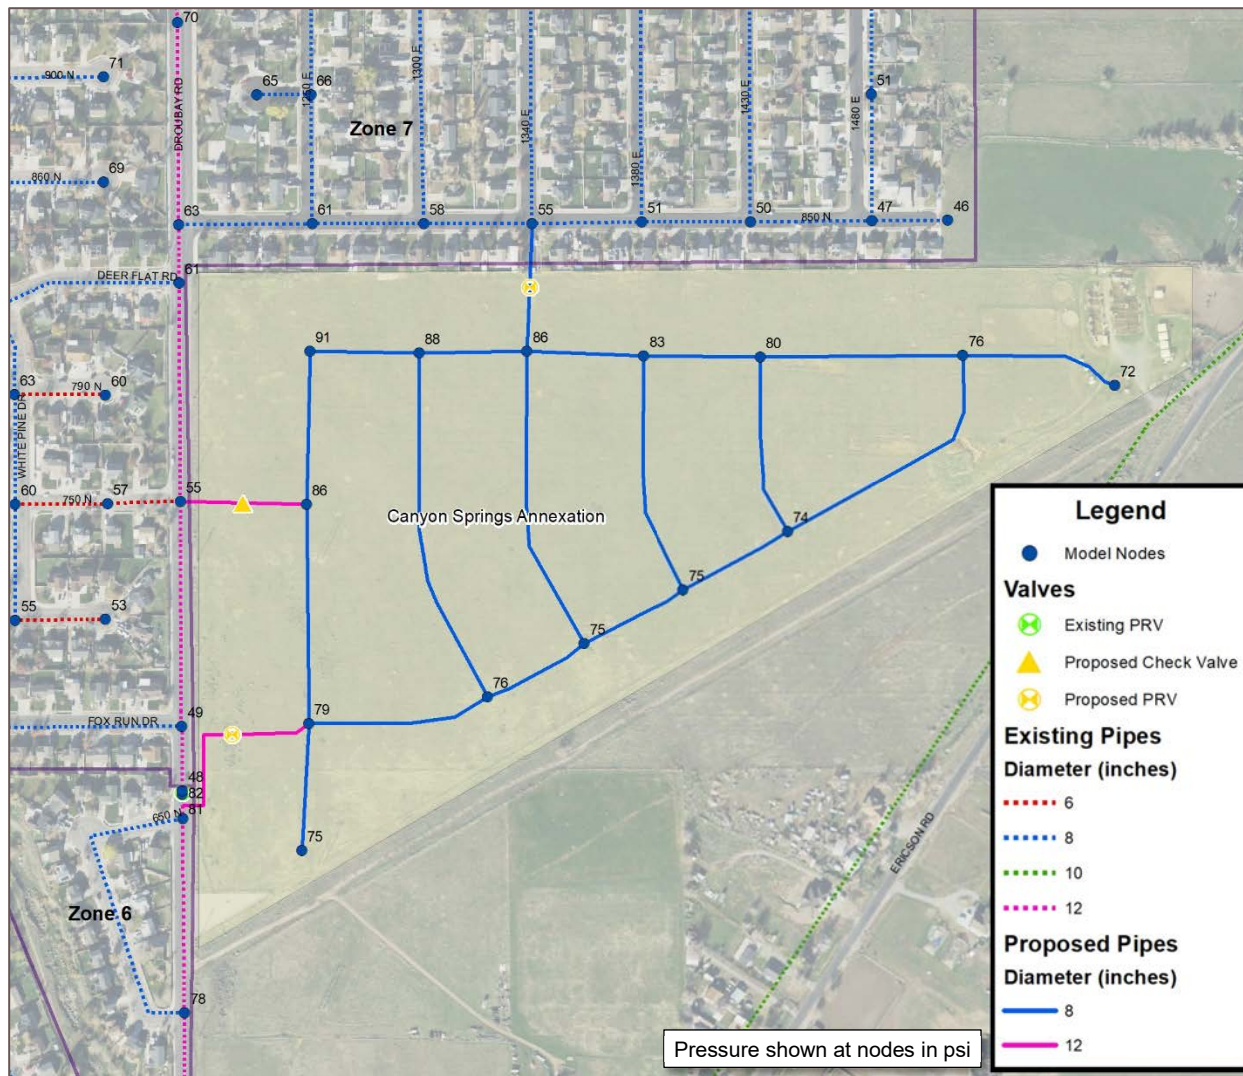 70
71
900 N
DROUBAY RD
65
66
1250 E
1300 E
Zone 7
1340 E
1380 E
1430 E
1480 E
51
69
860 N
63
61
58
55
51
50
850 N
47
46
DEER FLAT RD
61
91
88
86
83
80
76
72
63
790 N
60
WHITE PINE DR
60
750 N
57
55
86
Canyon Springs Annexation
74
75
55
53
75
76
79
FOX RUN DR
49
48
82
81
650 N
75
Zone 6
78
ERICSON RD
Legend
Model Nodes
Valves
Existing PRV
Proposed Check Valve
Proposed PRV
Existing Pipes
Diameter (inches)
6
8
10
12
Proposed Pipes
Diameter (inches)
8
12
Pressure shown at nodes in psi